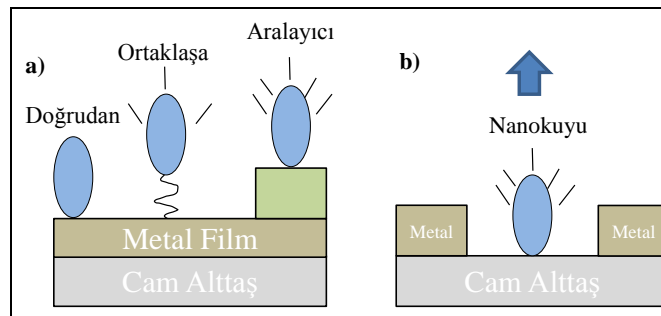 a)
Doğrudan
Ortaklaşa
Aralayıcı
Metal Film
Cam Alttaş
b)
Nanokuyu
Metal
Metal
Cam Alttaş